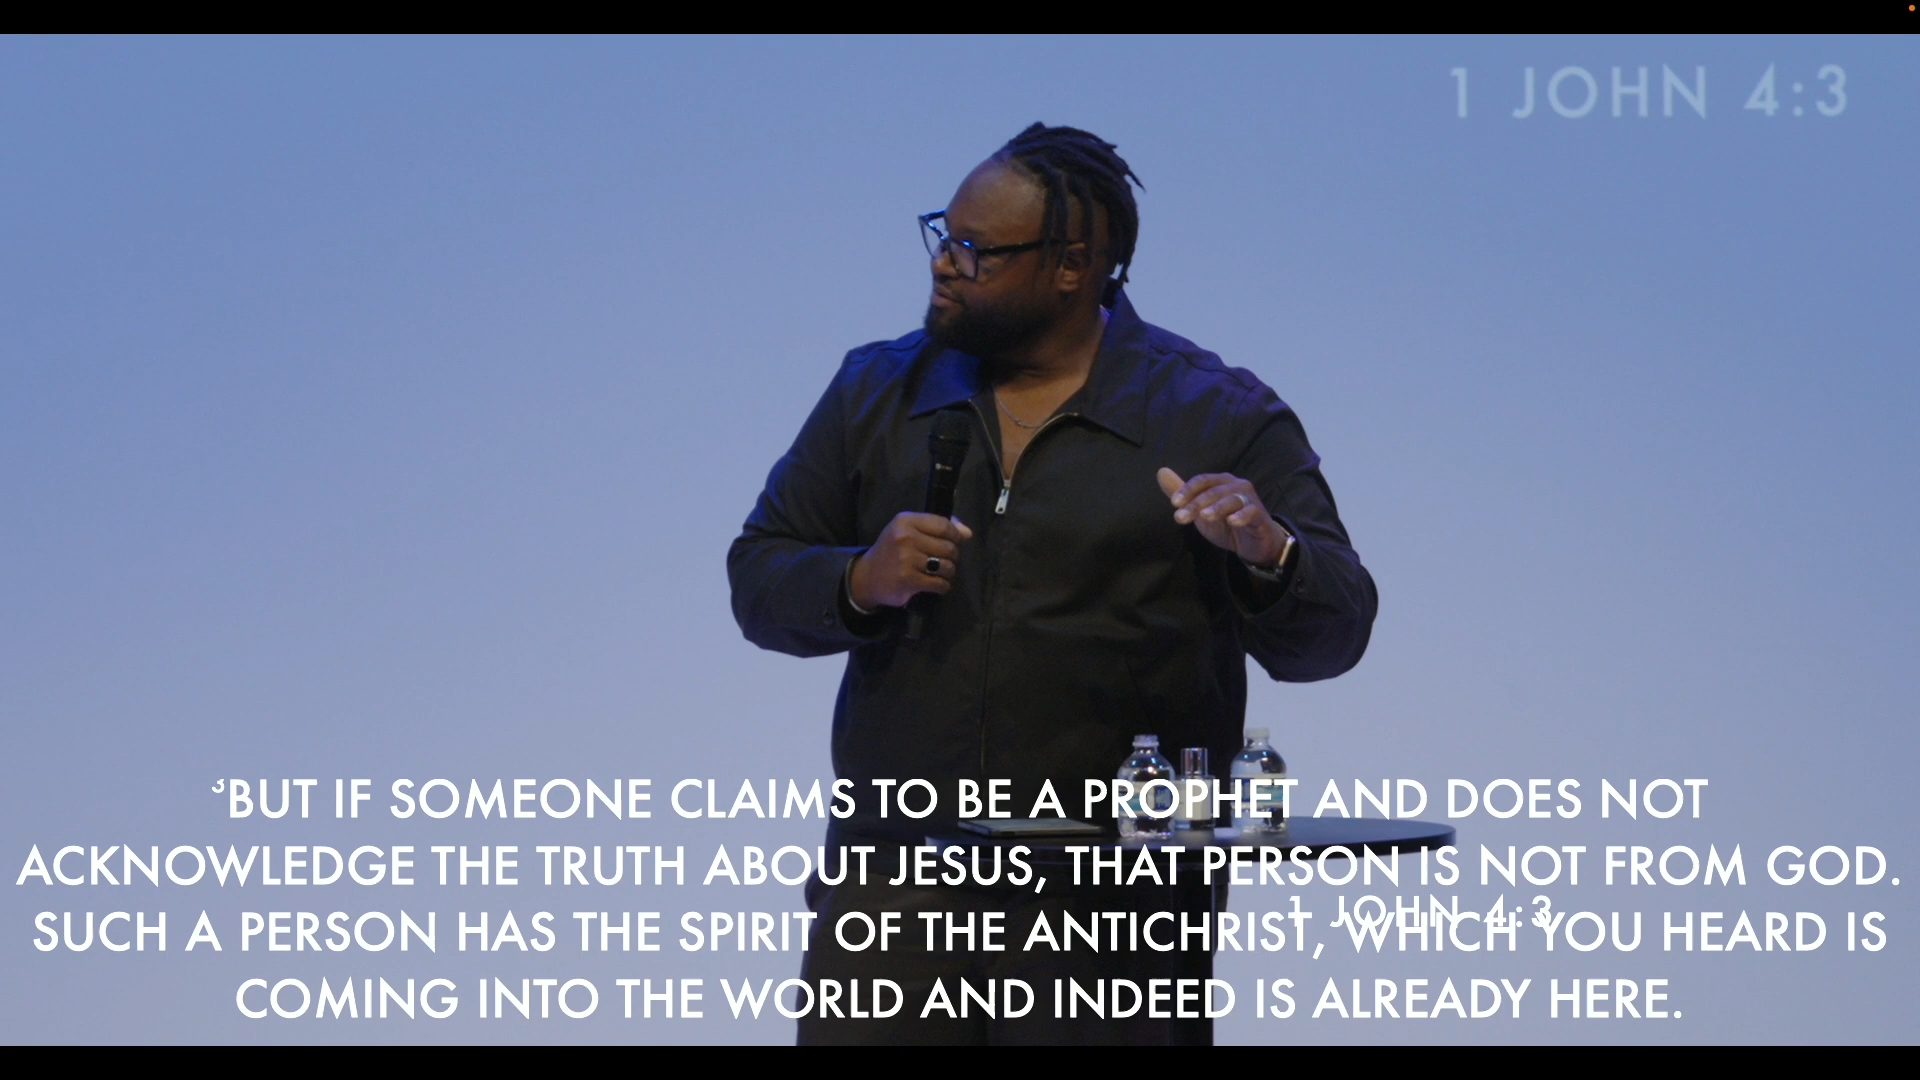 1 JOHN 4:3
³BUT IF SOMEONE CLAIMS TO BE A PROPHET AND DOES NOT
ACKNOWLEDGE THE TRUTH ABOUT JESUS, THAT PERSON IS NOT FROM GOD.
1 JOHN 4:3
SUCH A PERSON HAS THE SPIRIT OF THE ANTICHRIST, WHICH YOU HEARD IS
COMING INTO THE WORLD AND INDEED IS ALREADY HERE.